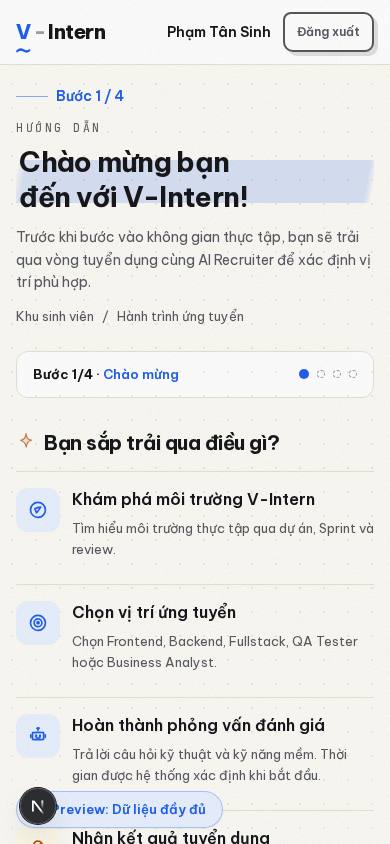 V - Intern
Phạm Tân Sinh
Đăng xuất
Bước 1 / 4
HƯỚNG DẪN
Chào mừng bạn
đến với V-Intern!
Trước khi bước vào không gian thực tập, bạn sẽ trải
qua vòng tuyển dụng cùng AI Recruiter để xác định vị
trí phù hợp.
Khu sinh viên / Hành trình ứng tuyển
Bước 1/4 · Chào mừng
Bạn sắp trải qua điều gì?
Khám phá môi trường V-Intern
Tìm hiểu môi trường thực tập qua dự án, Sprint và
review.
Chọn vị trí ứng tuyển
Chọn Frontend, Backend, Fullstack, QA Tester
hoặc Business Analyst.
Hoàn thành phỏng vấn đánh giá
Trả lời câu hỏi kỹ thuật và kỹ năng mềm. Thời
gian được hệ thống xác định khi bắt đầu.
N
Preview: Dữ liệu đầy đủ
Nhận kết quả tuyển dụng